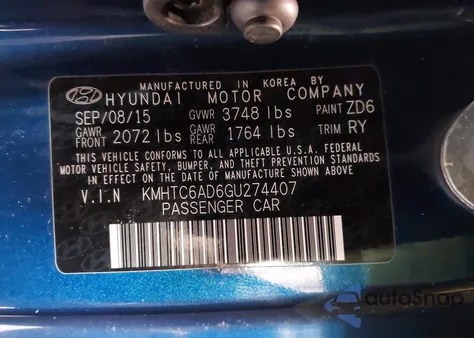 MANUFACTURED IN KOREA BY
HYUNDAI MOTOR COMPANY
SEP/08/15 GVWR 3748 lbs PAINT ZD6
GAWR FRONT 2072 lbs GAWR REAR 1764 lbs TRIM RY
THIS VEHICLE CONFORMS TO ALL APPLICABLE U.S.A. FEDERAL
MOTOR VEHICLE SAFETY, BUMPER, AND THEFT PREVENTION STANDARDS
IN EFFECT ON THE DATE OF MANUFACTURE SHOWN ABOVE
V.I.N KMHTC6AD6GU274407
PASSENGER CAR
autoSnap